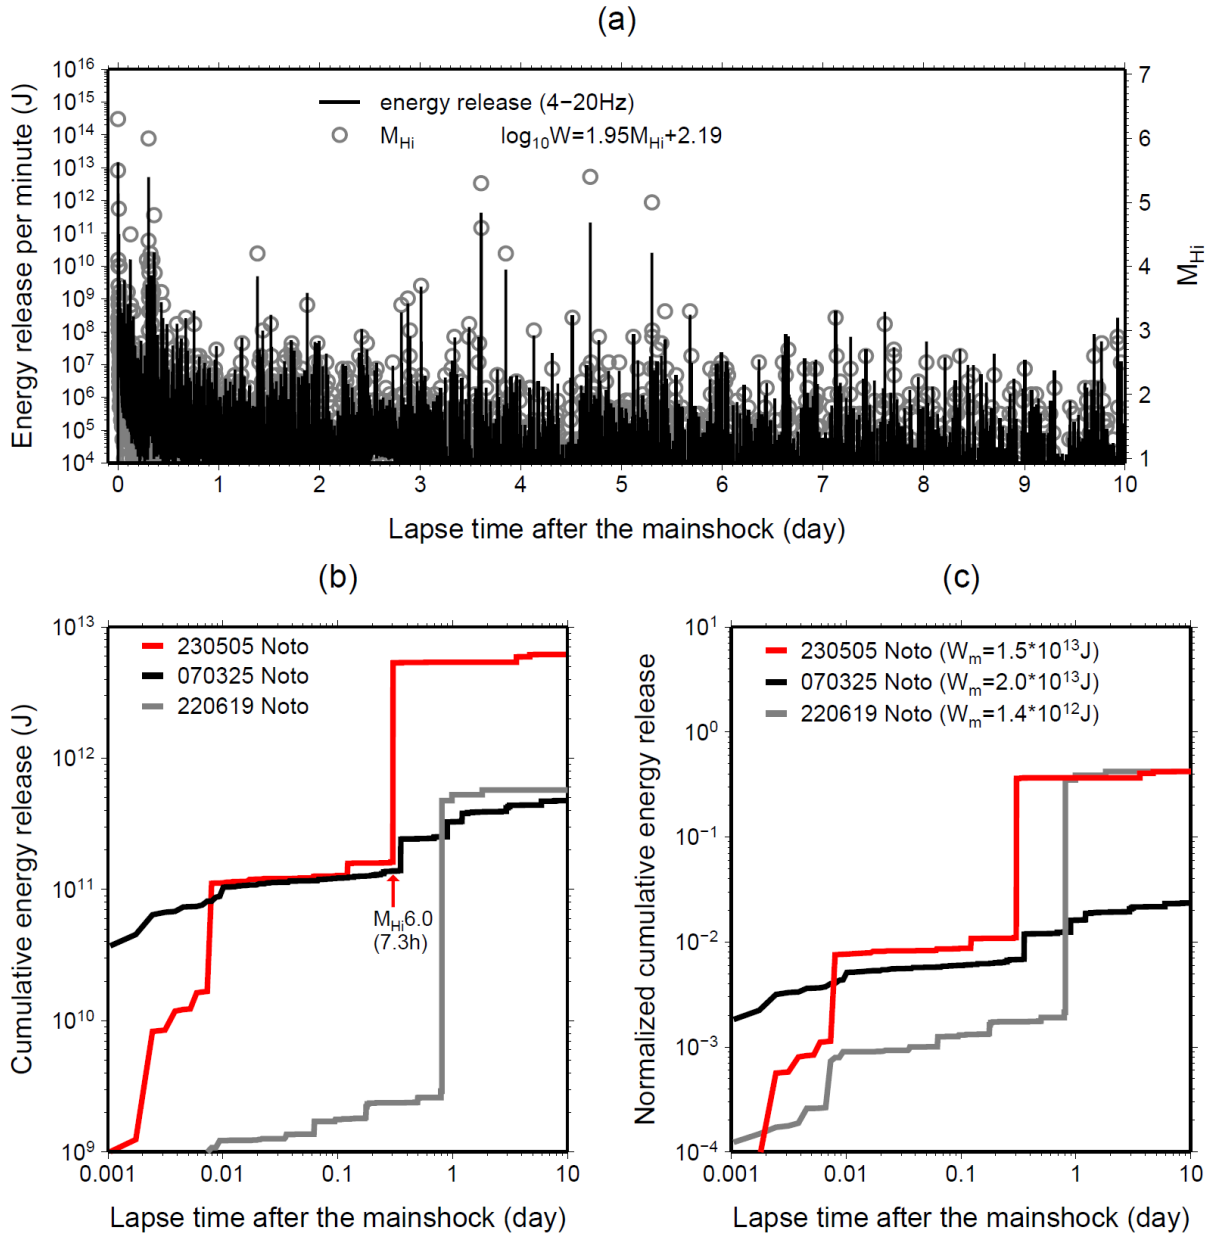 (a)
Energy release per minute (J)
10^16
10^15
10^14
10^13
10^12
10^11
10^10
10^9
10^8
10^7
10^6
10^5
10^4
energy release (4−20Hz)
M_Hi log_10W=1.95M_Hi+2.19
7
6
5
4
3
2
1
M_Hi
0 1 2 3 4 5 6 7 8 9 10
Lapse time after the mainshock (day)
(b)
Cumulative energy release (J)
10^13
10^12
10^11
10^10
10^9
230505 Noto
070325 Noto
220619 Noto
M_Hi6.0
(7.3h)
0.001 0.01 0.1 1 10
Lapse time after the mainshock (day)
(c)
Normalized cumulative energy release
10^1
10^0
10^−1
10^−2
10^−3
10^−4
230505 Noto (W_m=1.5*10^13J)
070325 Noto (W_m=2.0*10^13J)
220619 Noto (W_m=1.4*10^12J)
0.001 0.01 0.1 1 10
Lapse time after the mainshock (day)